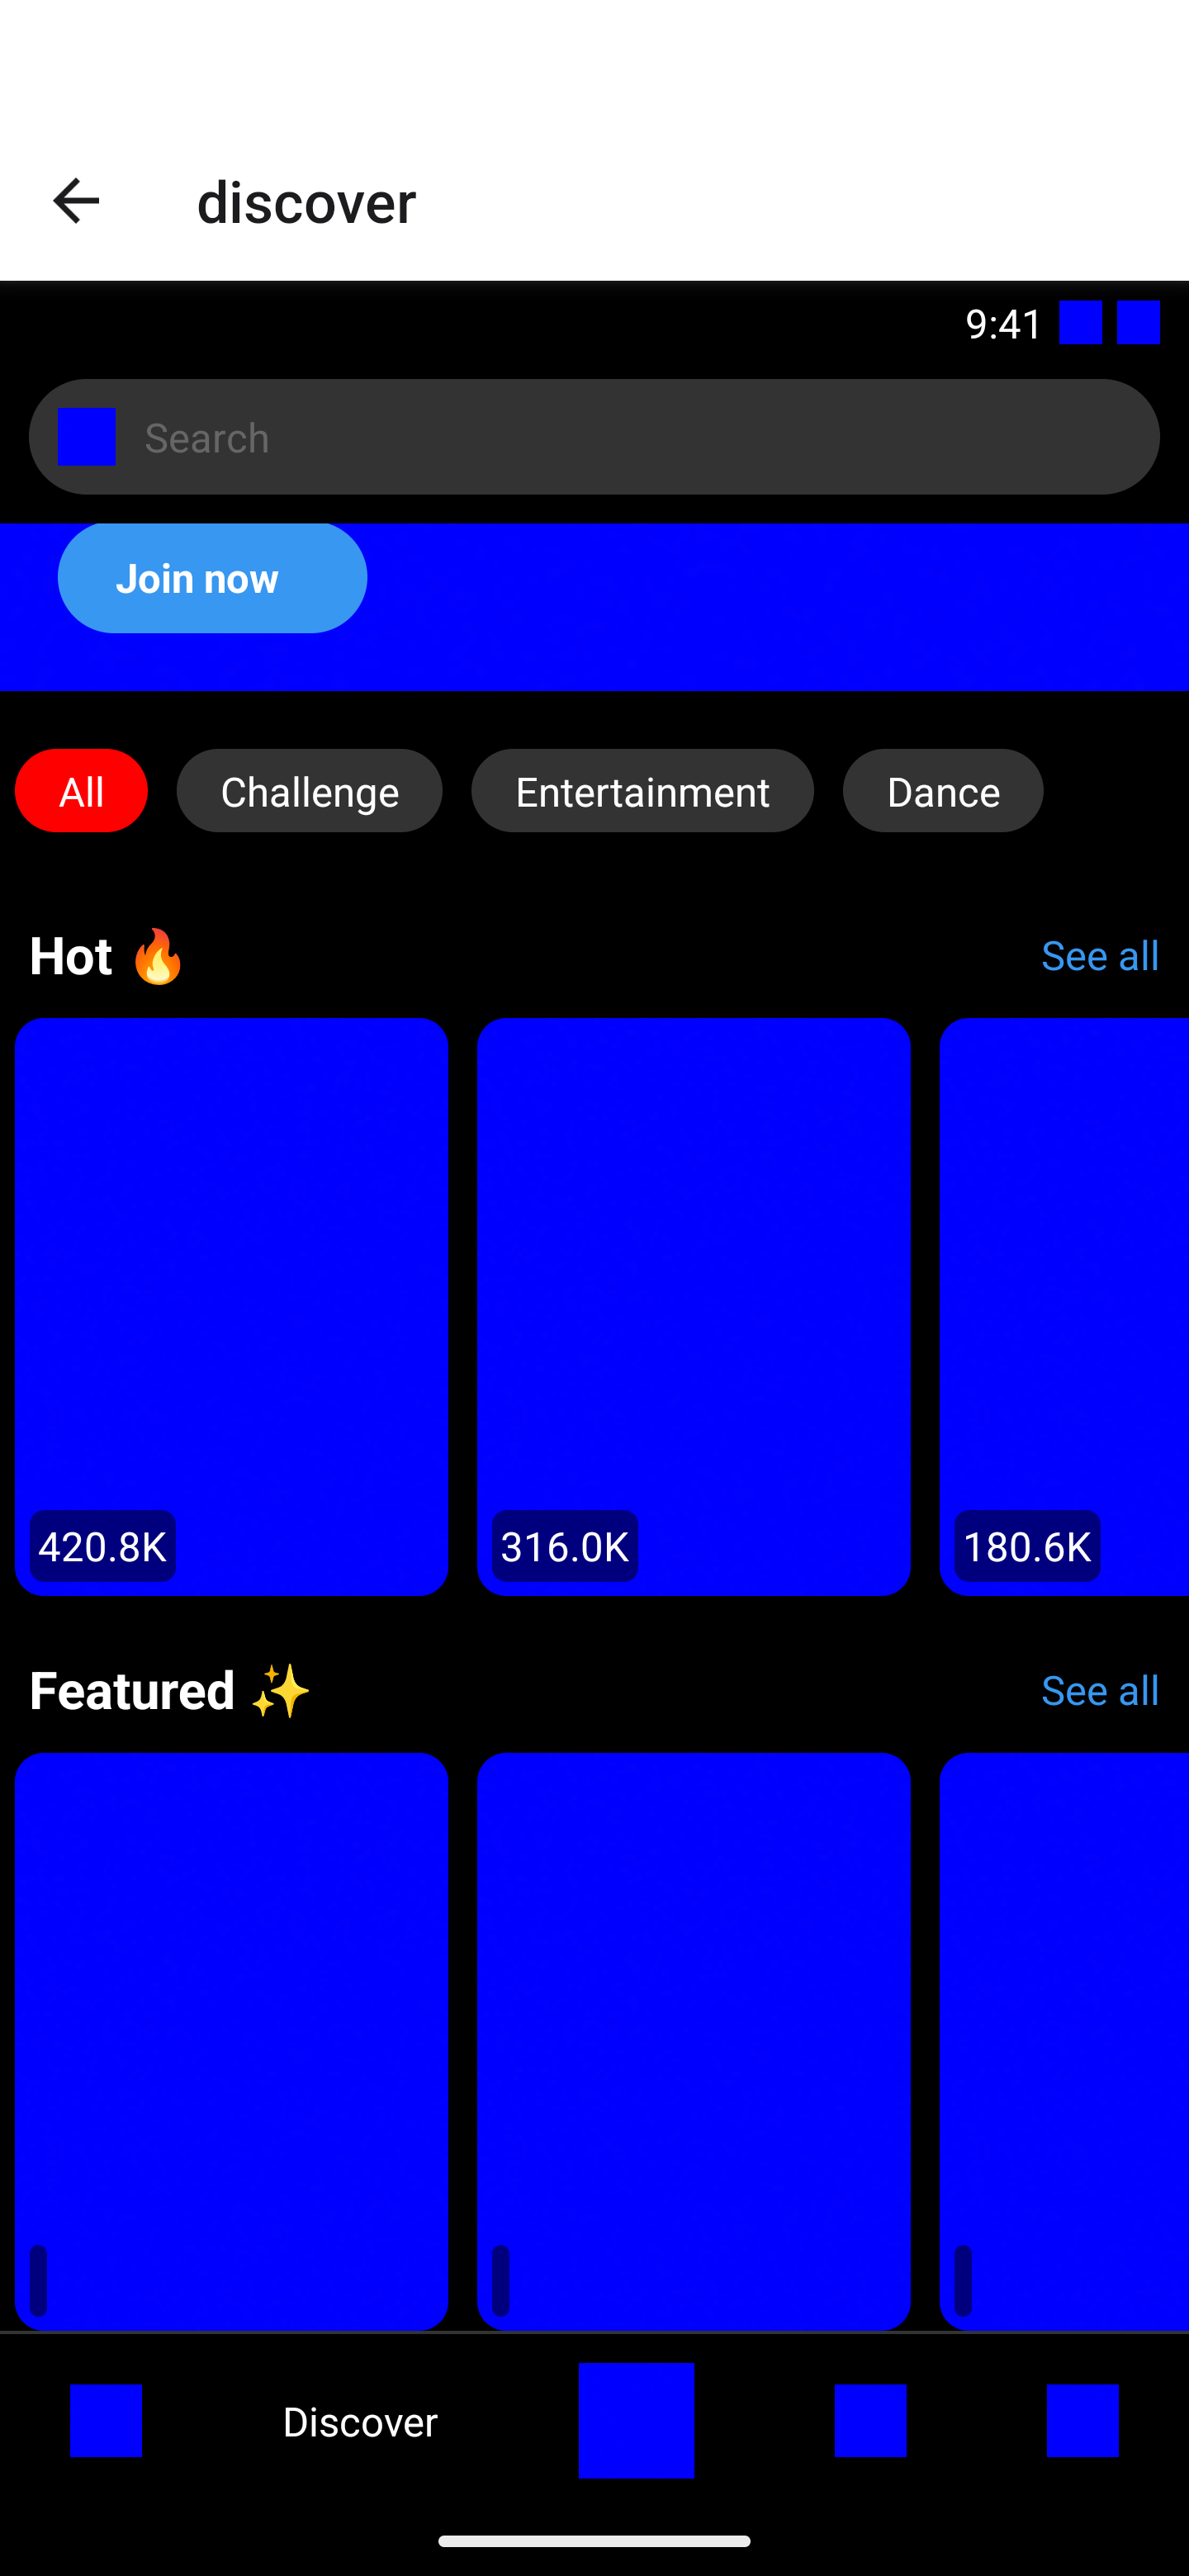 discover
9:41
Search
Join now
All Challenge Entertainment Dance
Hot 🔥 See all
420.8K 316.0K 180.6K
Featured ✨ See all
Discover